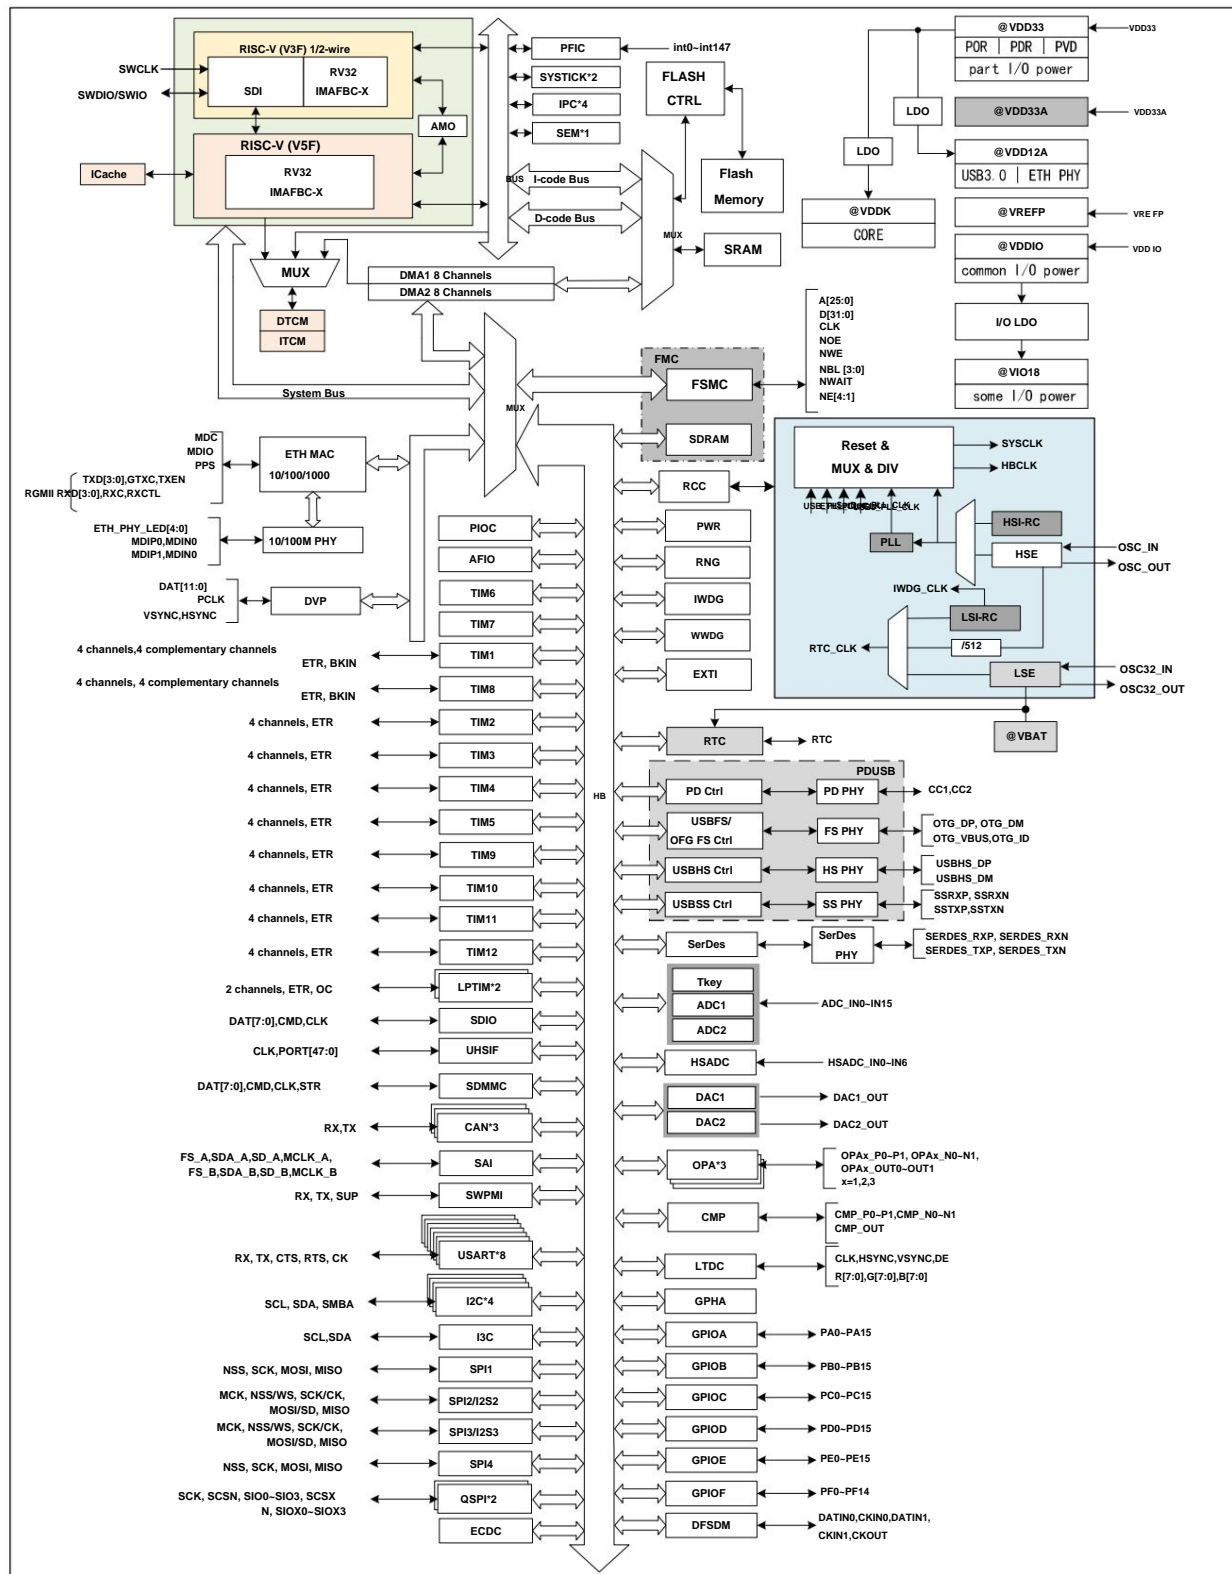 RISC-V (V3F) 1/2-wire
SWCLK
SWDIO/SWIO
SDI
RV32
IMAFBC-X
AMO
RISC-V (V5F)
RV32
IMAFBC-X
ICache
MUX
DTCM
ITCM
PFIC
int0~int147
SYSTICK*2
IPC*4
SEM*1
BUS
I-code Bus
D-code Bus
MUX
FLASH
CTRL
Flash
Memory
SRAM
DMA1 8 Channels
DMA2 8 Channels
System Bus
MUX
@VDD33
VDD33
POR | PDR | PVD
part I/O power
LDO
LDO
@VDD33A
VDD33A
@VDD12A
USB3.0 | ETH PHY
@VDDK
CORE
@VREFP
VRE FP
@VDDIO
VDD IO
common I/O power
I/O LDO
@VIO18
some I/O power
FMC
FSMC
SDRAM
A[25:0]
D[31:0]
CLK
NOE
NWE
NBL [3:0]
NWAIT
NE[4:1]
RCC
Reset &
MUX & DIV
SYSCLK
HBCLK
PLL
HSI-RC
HSE
OSC_IN
OSC_OUT
IWDG_CLK
LSI-RC
RTC_CLK
/512
LSE
OSC32_IN
OSC32_OUT
@VBAT
MDC
MDIO
PPS
TXD[3:0],GTXC,TXEN
RGMII RXD[3:0],RXC,RXCTL
ETH MAC
10/100/1000
ETH_PHY_LED[4:0]
MDIP0,MDIN0
MDIP1,MDIN0
10/100M PHY
DAT[11:0]
PCLK
VSYNC,HSYNC
DVP
PIOC
AFIO
TIM6
TIM7
4 channels,4 complementary channels
ETR, BKIN
TIM1
4 channels, 4 complementary channels
ETR, BKIN
TIM8
4 channels, ETR
TIM2
4 channels, ETR
TIM3
4 channels, ETR
TIM4
4 channels, ETR
TIM5
4 channels, ETR
TIM9
4 channels, ETR
TIM10
4 channels, ETR
TIM11
4 channels, ETR
TIM12
2 channels, ETR, OC
LPTIM*2
DAT[7:0],CMD,CLK
SDIO
CLK,PORT[47:0]
UHSIF
DAT[7:0],CMD,CLK,STR
SDMMC
RX,TX
CAN*3
FS_A,SDA_A,SD_A,MCLK_A,
FS_B,SDA_B,SD_B,MCLK_B
SAI
RX, TX, SUP
SWPMI
RX, TX, CTS, RTS, CK
USART*8
SCL, SDA, SMBA
I2C*4
SCL,SDA
I3C
NSS, SCK, MOSI, MISO
SPI1
MCK, NSS/WS, SCK/CK,
MOSI/SD, MISO
SPI2/I2S2
MCK, NSS/WS, SCK/CK,
MOSI/SD, MISO
SPI3/I2S3
NSS, SCK, MOSI, MISO
SPI4
SCK, SCSN, SIO0~SIO3, SCSX
N, SIOX0~SIOX3
QSPI*2
ECDC
HB
PWR
RNG
IWDG
WWDG
EXTI
RTC
RTC
PDUSB
PD Ctrl
PD PHY
CC1,CC2
USBFS/
OFG FS Ctrl
FS PHY
OTG_DP, OTG_DM
OTG_VBUS,OTG_ID
USBHS Ctrl
HS PHY
USBHS_DP
USBHS_DM
USBSS Ctrl
SS PHY
SSRXP, SSRXN
SSTXP,SSTXN
SerDes
SerDes
PHY
SERDES_RXP, SERDES_RXN
SERDES_TXP, SERDES_TXN
Tkey
ADC1
ADC2
ADC_IN0~IN15
HSADC
HSADC_IN0~IN6
DAC1
DAC1_OUT
DAC2
DAC2_OUT
OPA*3
OPAx_P0~P1, OPAx_N0~N1,
OPAx_OUT0~OUT1
x=1,2,3
CMP
CMP_P0~P1,CMP_N0~N1
CMP_OUT
LTDC
CLK,HSYNC,VSYNC,DE
R[7:0],G[7:0],B[7:0]
GPHA
GPIOA
PA0~PA15
GPIOB
PB0~PB15
GPIOC
PC0~PC15
GPIOD
PD0~PD15
GPIOE
PE0~PE15
GPIOF
PF0~PF14
DFSDM
DATIN0,CKIN0,DATIN1,
CKIN1,CKOUT